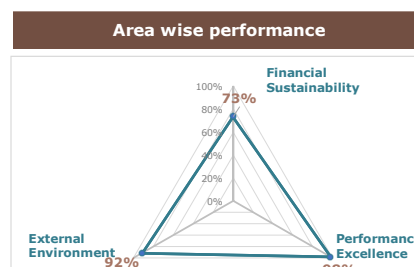 Area wise performance
Financial
Sustainability
100%
73%
80%
60%
40%
20%
0%
External
Environment
92%
Performanc
Excellence